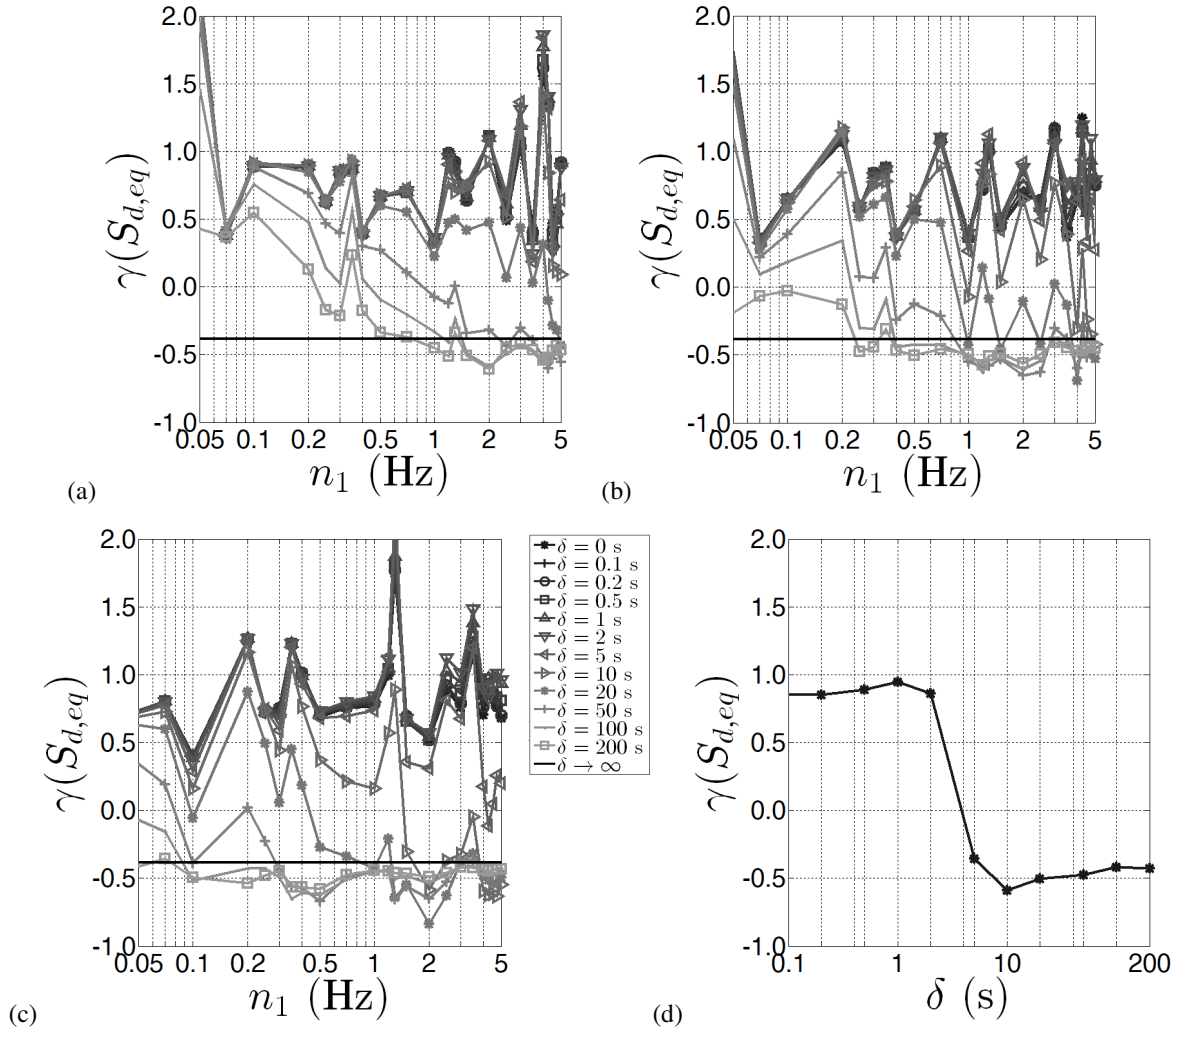 2.0
1.5
1.0
0.5
0.0
-0.5
-1.0
γ(S_{d,eq})
0.05 0.1 0.2 0.5 1 2 5
n_1 (Hz)
(a)
2.0
1.5
1.0
0.5
0.0
-0.5
-1.0
γ(S_{d,eq})
0.05 0.1 0.2 0.5 1 2 5
n_1 (Hz)
(b)
2.0
1.5
1.0
0.5
0.0
-0.5
-1.0
γ(S_{d,eq})
0.05 0.1 0.2 0.5 1 2 5
n_1 (Hz)
(c)
δ = 0 s
δ = 0.1 s
δ = 0.2 s
δ = 0.5 s
δ = 1 s
δ = 2 s
δ = 5 s
δ = 10 s
δ = 20 s
δ = 50 s
δ = 100 s
δ = 200 s
δ → ∞
2.0
1.5
1.0
0.5
0.0
-0.5
-1.0
γ(S_{d,eq})
0.1 1 10 200
δ (s)
(d)